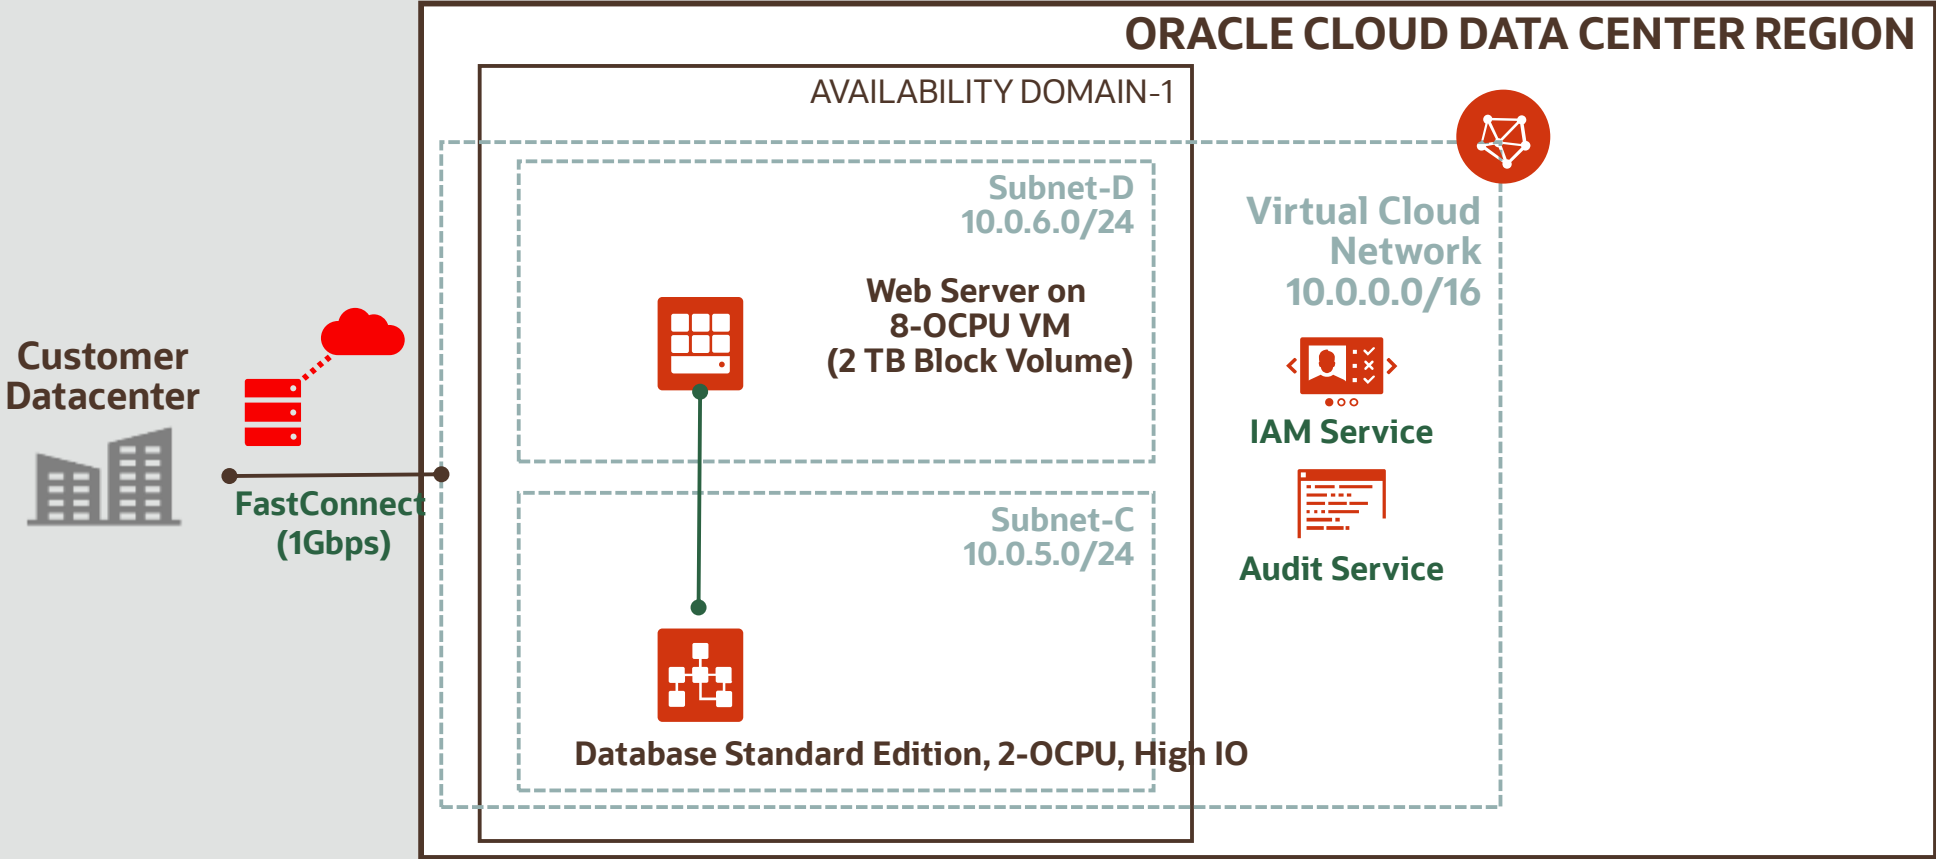 ORACLE CLOUD DATA CENTER REGION
AVAILABILITY DOMAIN-1
Subnet-D
10.0.6.0/24
Virtual Cloud
Network
10.0.0.0/16
Web Server on
8-OCPU VM
(2 TB Block Volume)
Customer
Datacenter
IAM Service
FastConnect
(1Gbps)
Subnet-C
10.0.5.0/24
Audit Service
Database Standard Edition, 2-OCPU, High IO